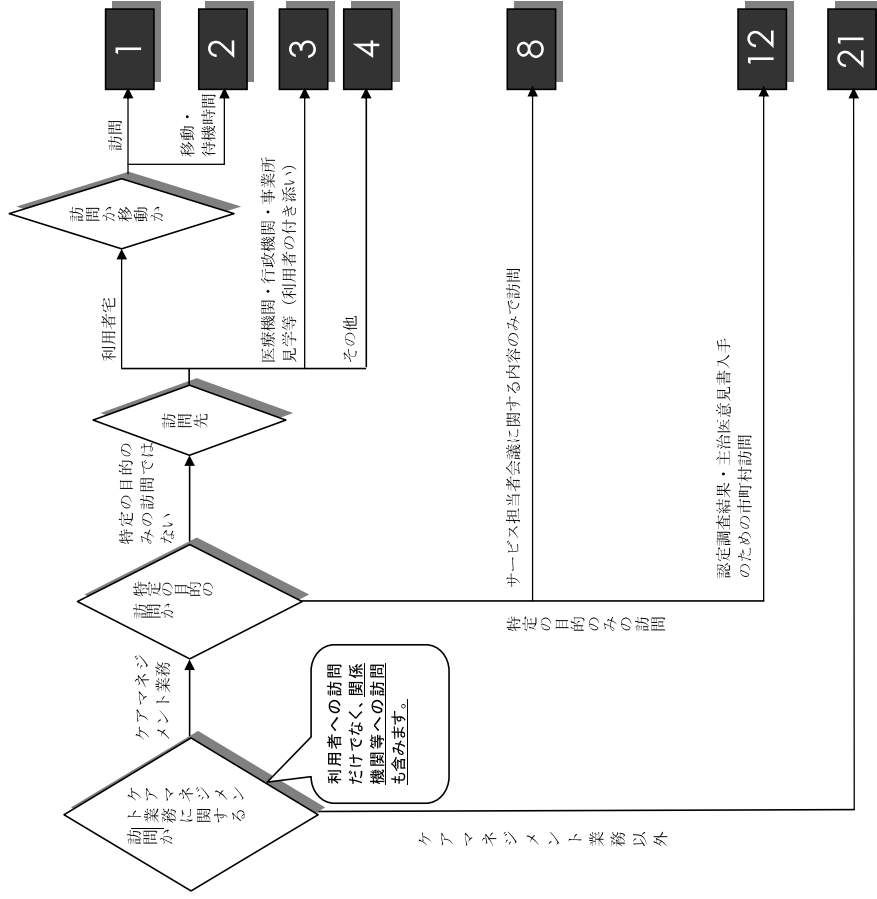 ケアマネジメン
ト業務に関する
訪問か
利用者への訪問
だけでなく、関係
機関等への訪問
も含みます。
ケアマネジ
メント業務
ケアマネジメント業務以外
特定の目的の
訪問か
特定の目的の
みの訪問では
ない
特定の目的のみの訪問
訪問
先
利用者宅
医療機関・行政機関・事業所
見学等（利用者の付き添い）
その他
サービス担当者会議に関する内容のみで訪問
認定調査結果・主治医意見書入手
のための市町村訪問
訪
問か
移動
か
訪問
移動・
待機時間
1
2
3
4
8
12
21